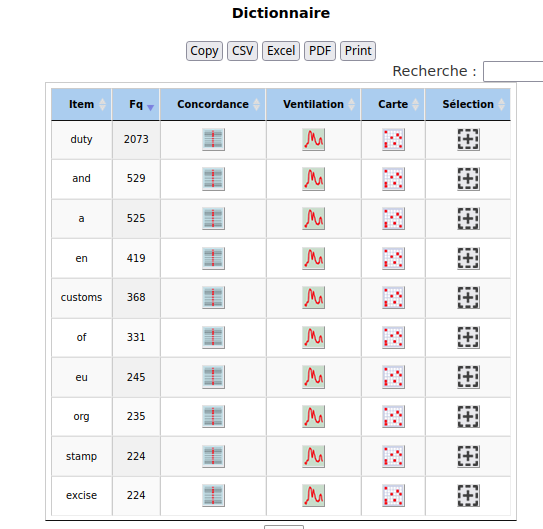 Dictionnaire
Copy CSV Excel PDF Print
Recherche :
Item Fq Concordance Ventilation Carte Sélection
duty 2073
and 529
a 525
en 419
customs 368
of 331
eu 245
org 235
stamp 224
excise 224